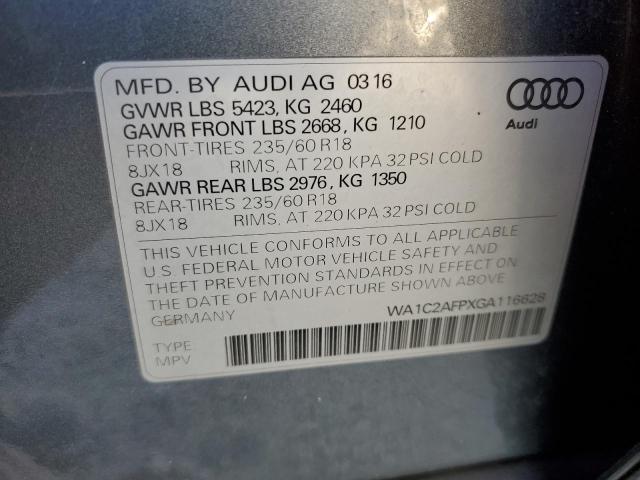 MFD. BY AUDI AG 03 16
GVWR LBS 5423, KG 2460
GAWR FRONT LBS 2668, KG 1210
FRONT-TIRES 235/60 R18
8JX18 RIMS, AT 220 KPA 32 PSI COLD
GAWR REAR LBS 2976, KG 1350
REAR-TIRES 235/60 R18
8JX18 RIMS, AT 220 KPA 32 PSI COLD
THIS VEHICLE CONFORMS TO ALL APPLICABLE
U.S. FEDERAL MOTOR VEHICLE SAFETY AND
THEFT PREVENTION STANDARDS IN EFFECT ON
THE DATE OF MANUFACTURE SHOWN ABOVE
GERMANY
WA1C2AFPXGA116628
TYPE
MPV
Audi